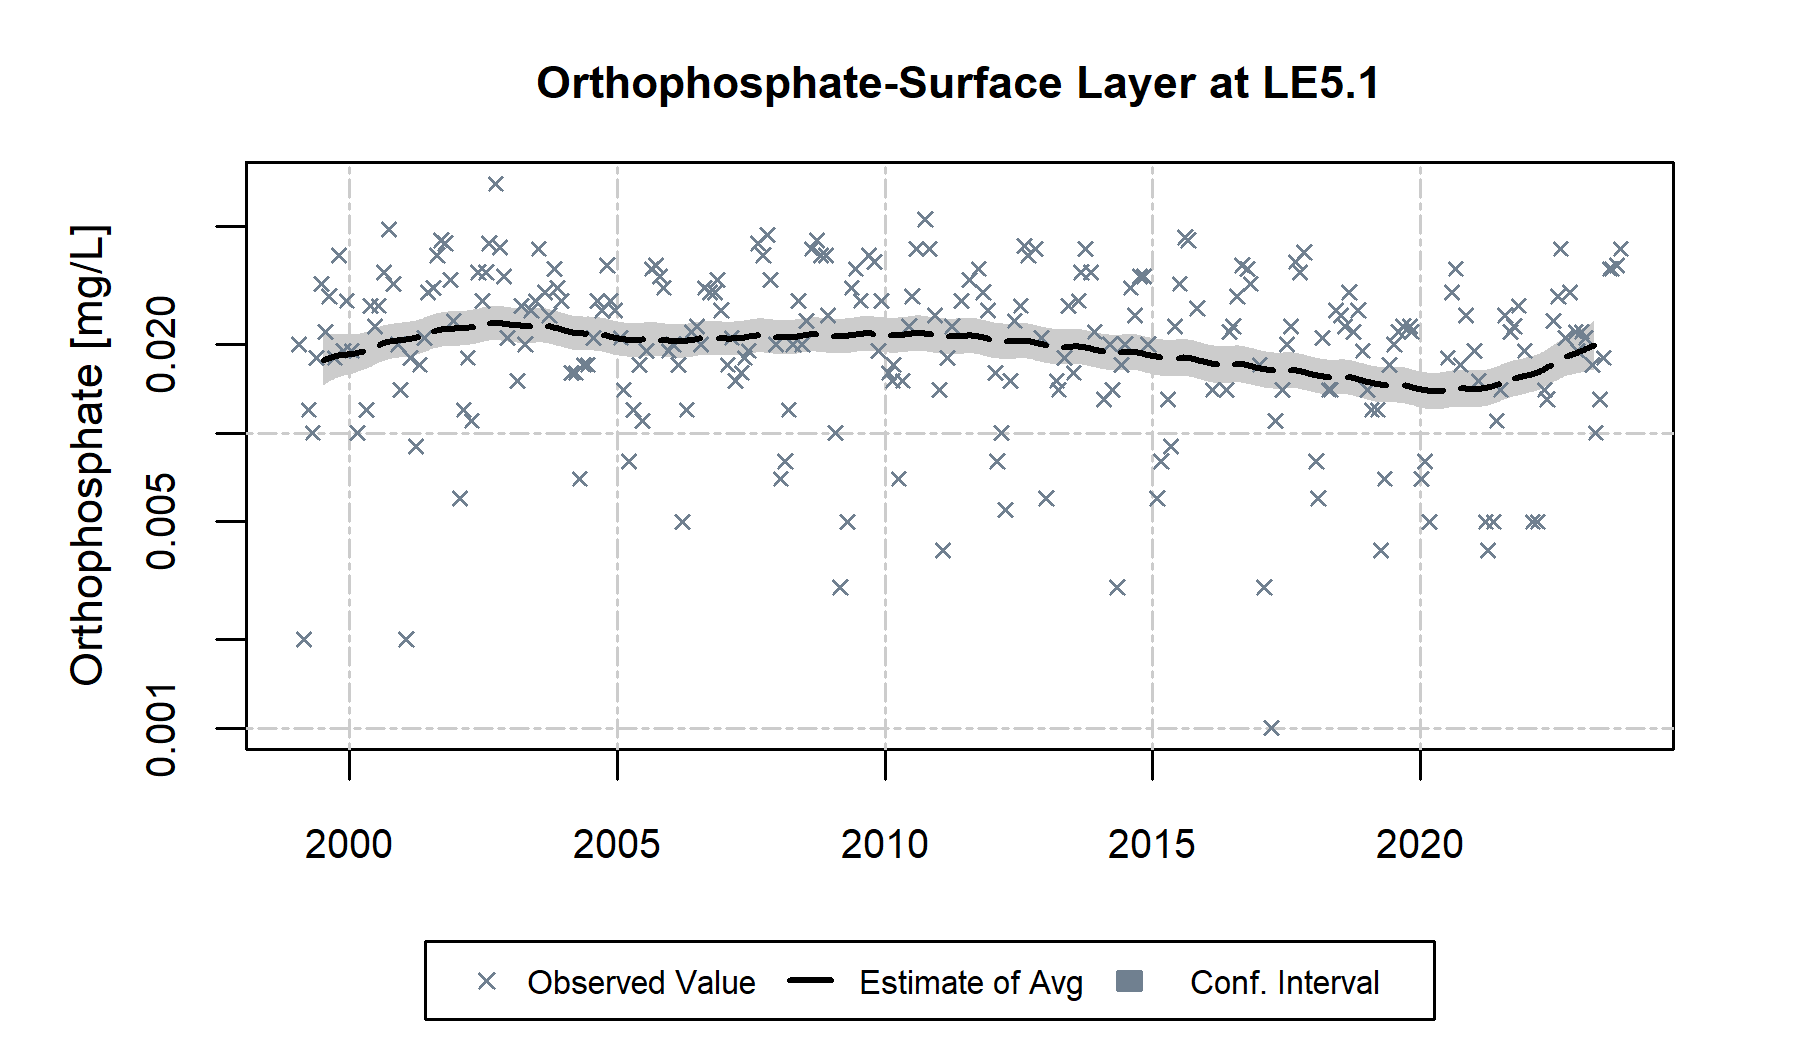 Orthophosphate-Surface Layer at LE5.1
Orthophosphate [mg/L]
0.020
0.005
0.001
2000 2005 2010 2015 2020
Observed Value Estimate of Avg Conf. Interval